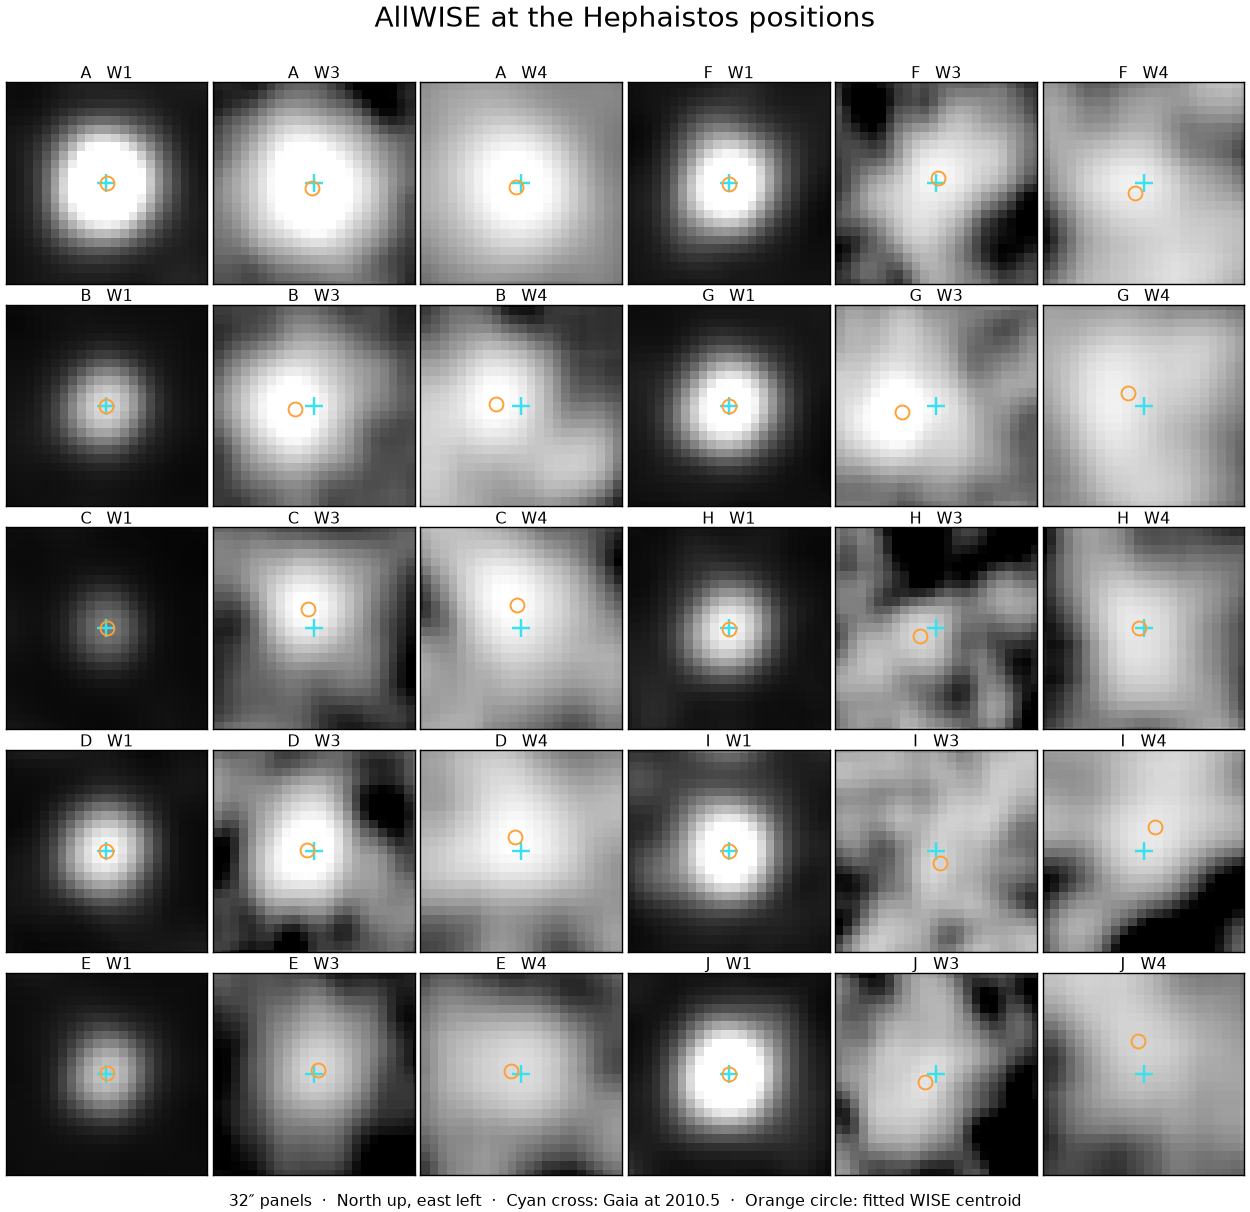 AllWISE at the Hephaistos positions
A W1
A W3
A W4
F W1
F W3
F W4
B W1
B W3
B W4
G W1
G W3
G W4
C W1
C W3
C W4
H W1
H W3
H W4
D W1
D W3
D W4
I W1
I W3
I W4
E W1
E W3
E W4
J W1
J W3
J W4
32″ panels · North up, east left · Cyan cross: Gaia at 2010.5 · Orange circle: fitted WISE centroid